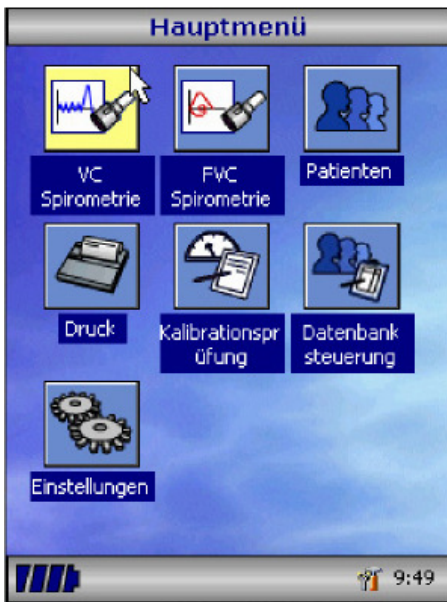 Hauptmenü
VC
Spirometrie
FVC
Spirometrie
Patienten
Druck
Kalibrationspr
üfung
Datenbank
steuerung
Einstellungen
9:49